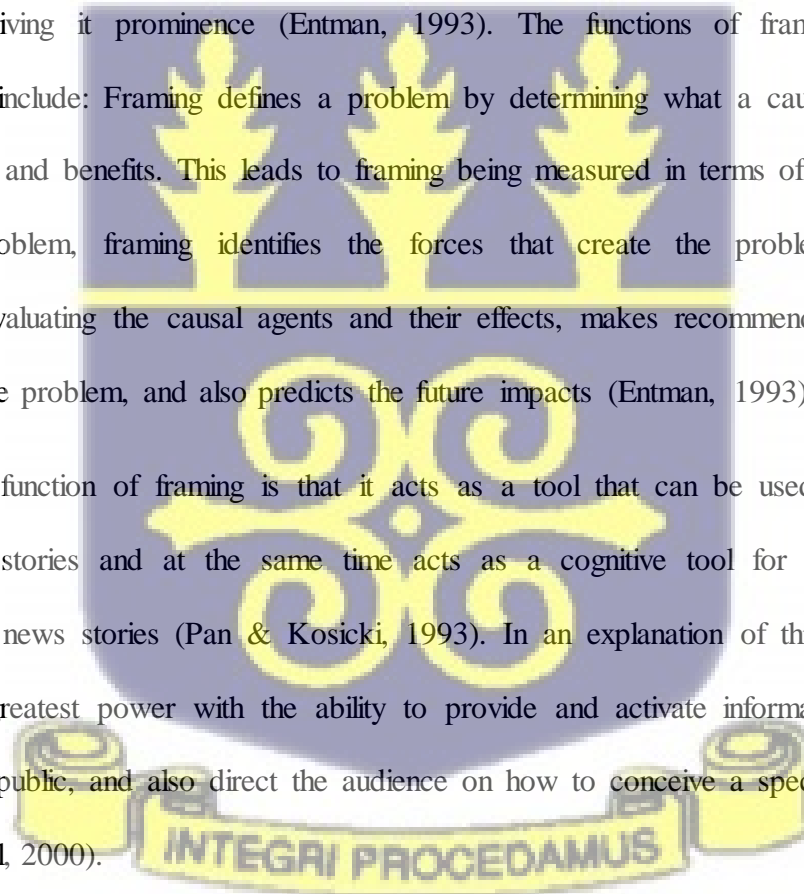 iving it prominence (Entman, 1993). The functions of fram
include: Framing defines a problem by determining what a cau
and benefits. This leads to framing being measured in terms of
oblem, framing identifies the forces that create the proble
valuating the causal agents and their effects, makes recommend
e problem, and also predicts the future impacts (Entman, 1993)
function of framing is that it acts as a tool that can be used
stories and at the same time acts as a cognitive tool for
news stories (Pan & Kosicki, 1993). In an explanation of th
reatest power with the ability to provide and activate informa
public, and also direct the audience on how to conceive a spec
l, 2000).
INTEGRI PROCEDAMUS